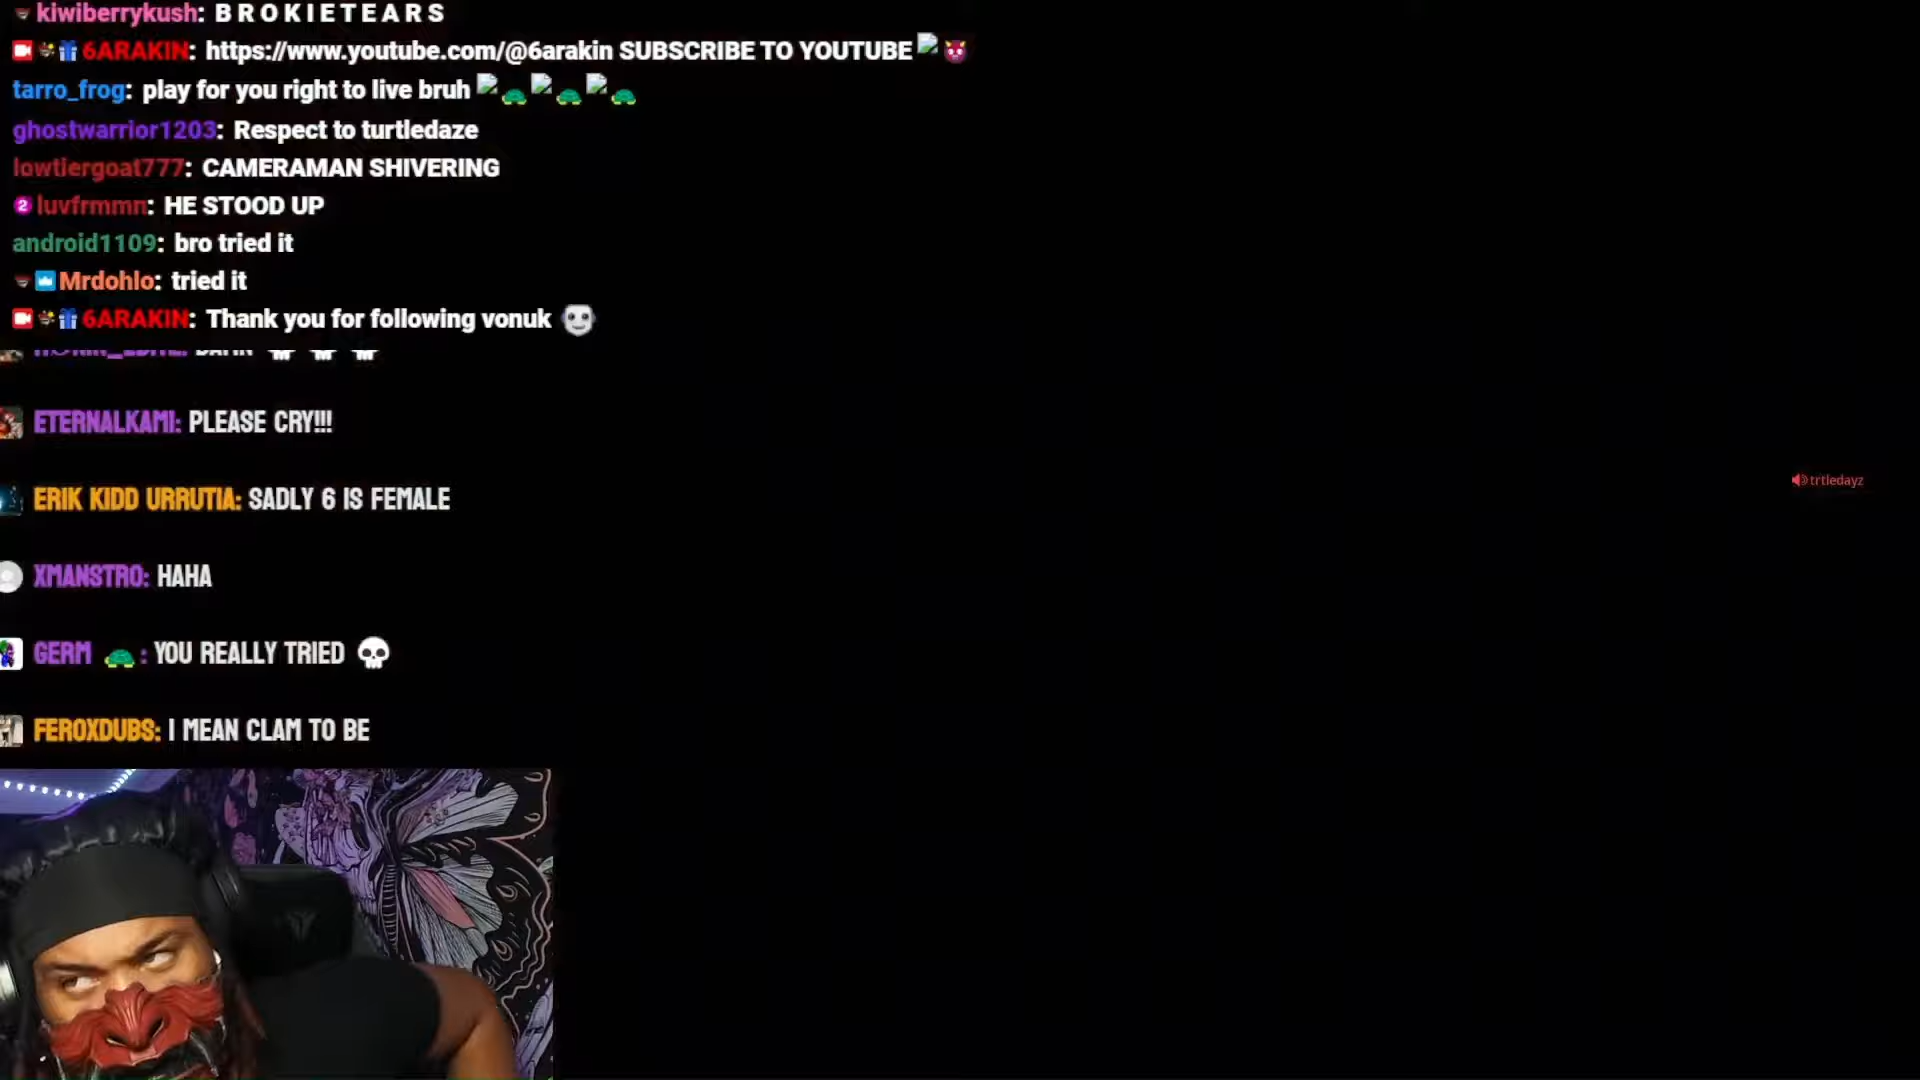 kiwiberrykush: B R O K I E T E A R S
6ARAKIN: https://www.youtube.com/@6arakin SUBSCRIBE TO YOUTUBE
tarro_frog: play for you right to live bruh
ghostwarrior1203: Respect to turtledaze
lowtiergoat777: CAMERAMAN SHIVERING
2 luvfrmmn: HE STOOD UP
android1109: bro tried it
Mrdohlo: tried it
6ARAKIN: Thank you for following vonuk
ETERNALKAMI: PLEASE CRY!!!
trtledayz
ERIK KIDD URRUTIA: SADLY 6 IS FEMALE
XMANSTRO: HAHA
GERM : YOU REALLY TRIED
FEROXDUBS: I MEAN CLAM TO BE